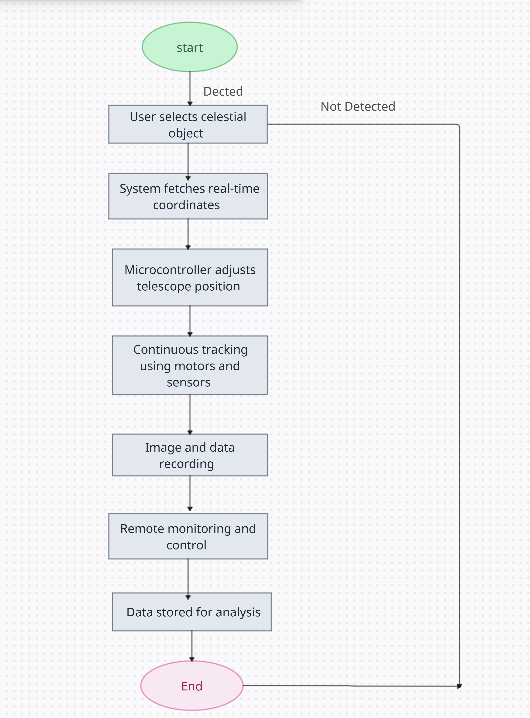 start
Dected
Not Detected
User selects celestial
object
System fetches real-time
coordinates
Microcontroller adjusts
telescope position
Continuous tracking
using motors and
sensors
Image and data
recording
Remote monitoring and
control
Data stored for analysis
End